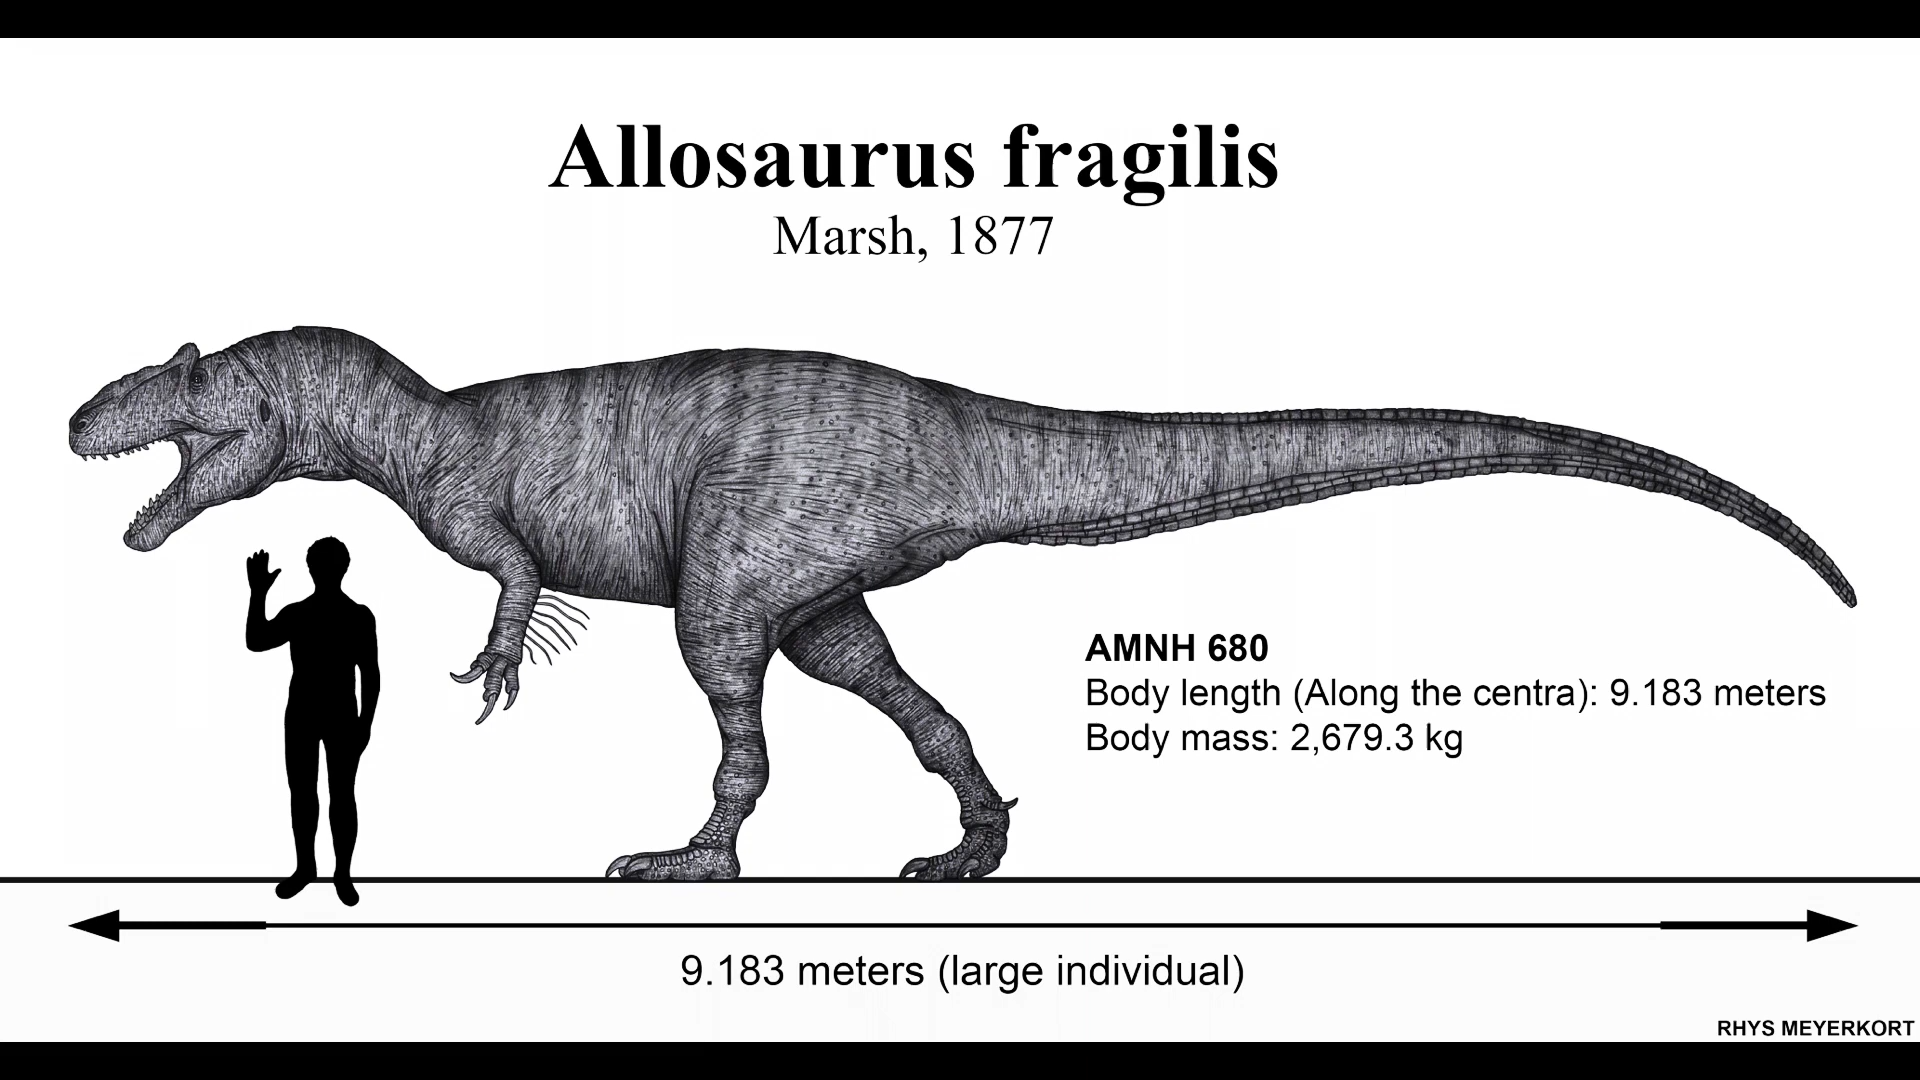 Allosaurus fragilis
Marsh, 1877
AMNH 680
Body length (Along the centra): 9.183 meters
Body mass: 2,679.3 kg
9.183 meters (large individual)
RHYS MEYERKORT